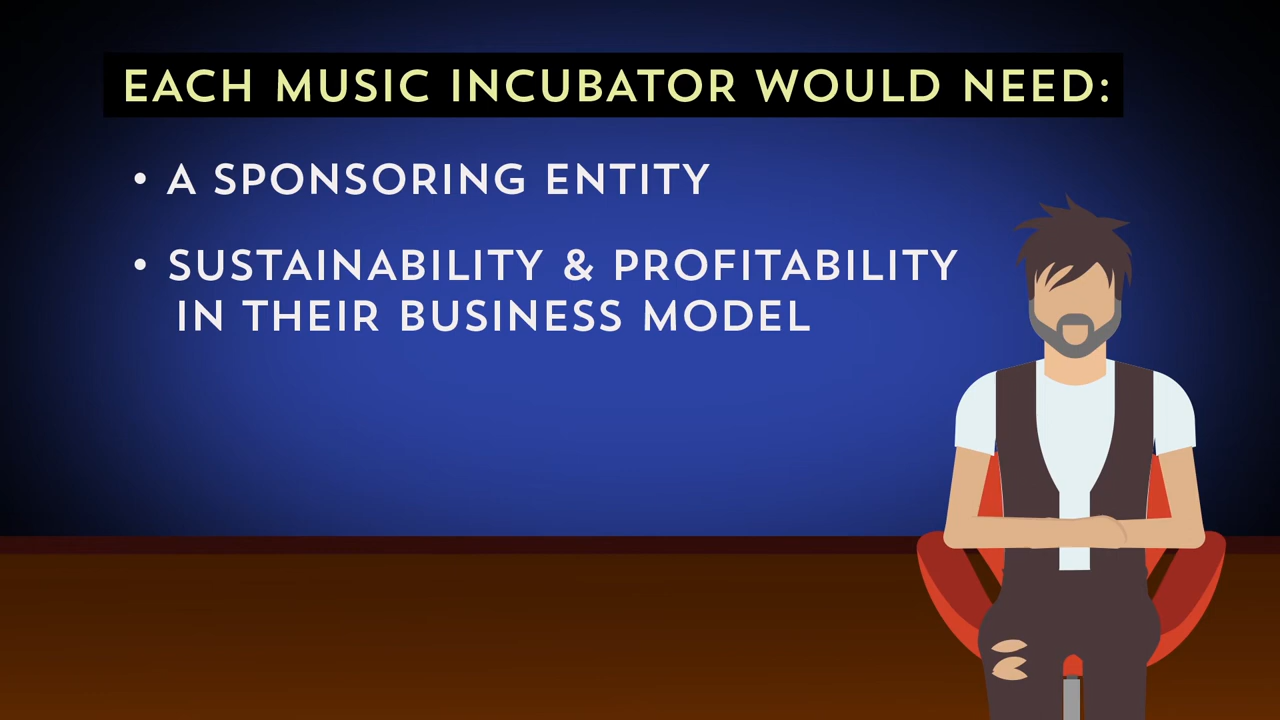 EACH MUSIC INCUBATOR WOULD NEED:
• A SPONSORING ENTITY
• SUSTAINABILITY & PROFITABILITY
IN THEIR BUSINESS MODEL